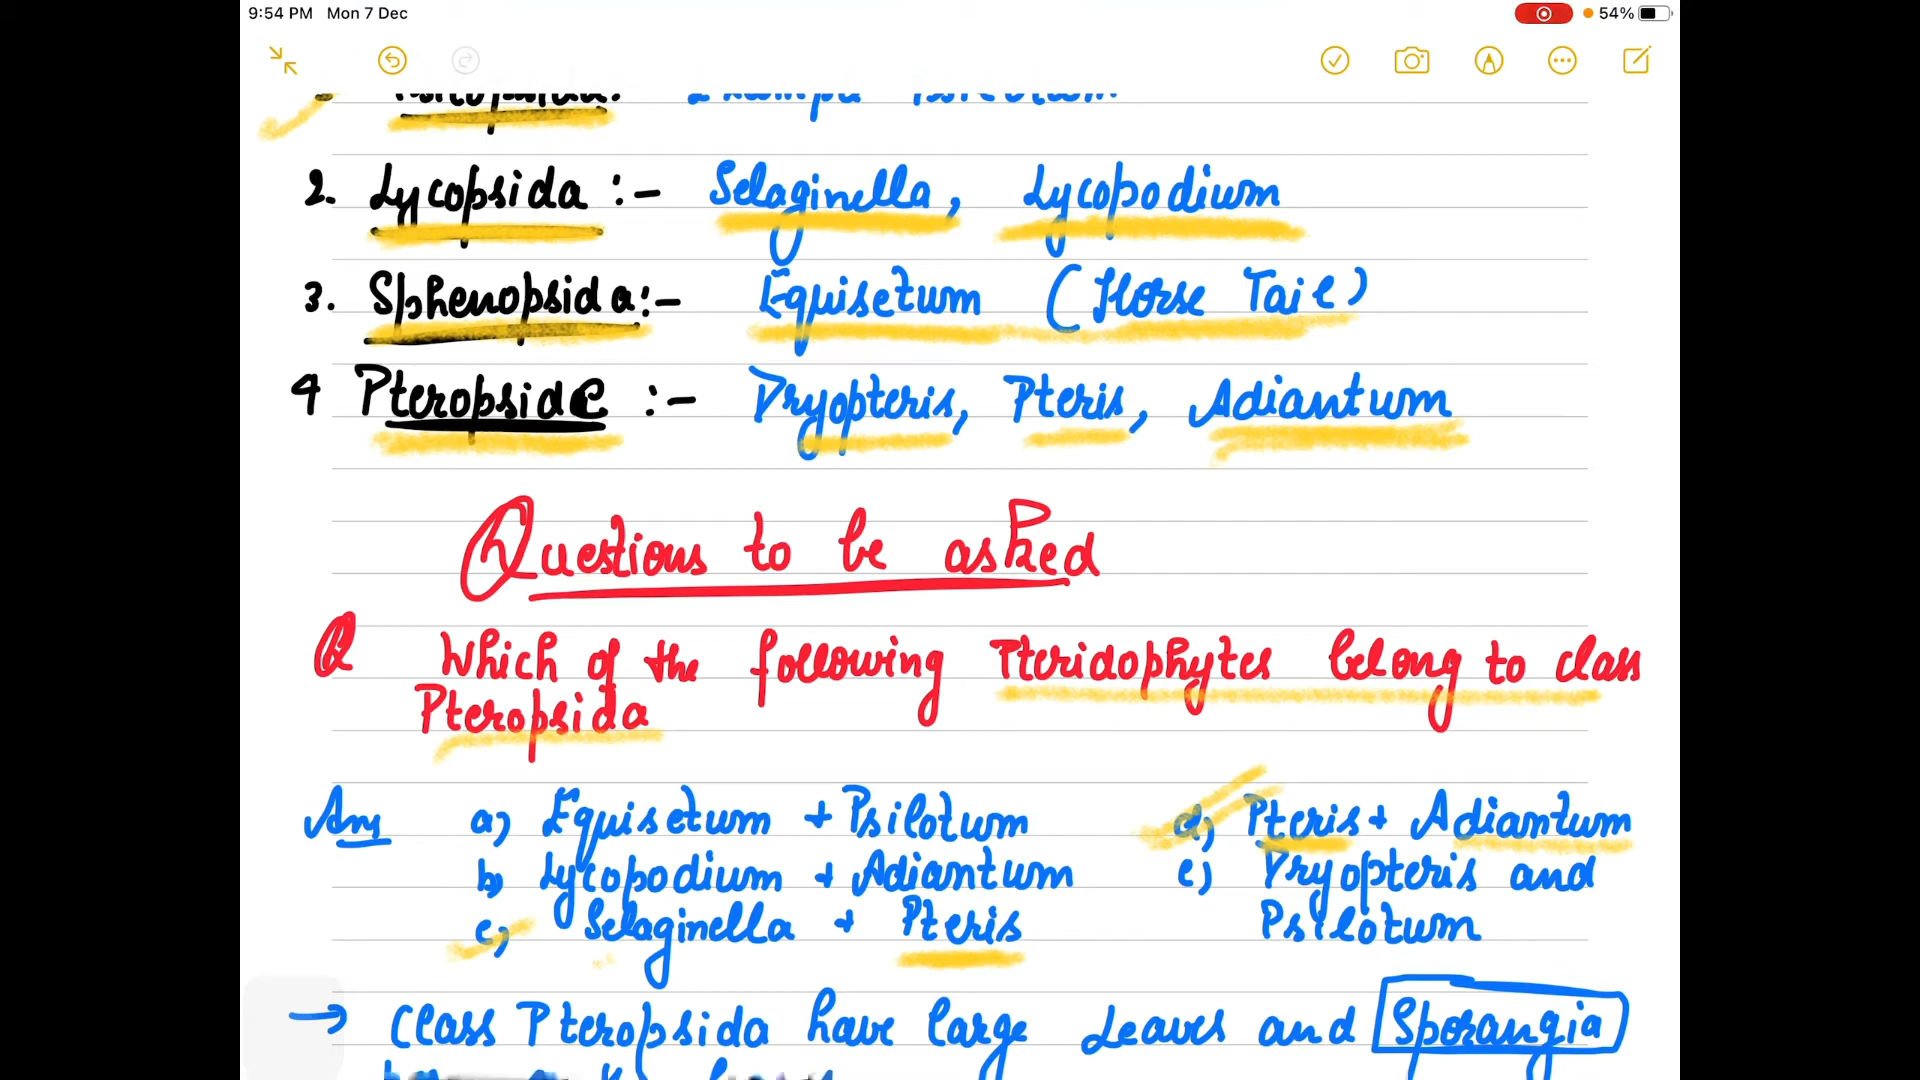 9:54 PM Mon 7 Dec 54%
2. Lycopsida :- Selaginella, Lycopodium
3. Sphenopsida:- Equisetum (Horse Tail)
4 Pteropside :- Dryopteris, Pteris, Adiantum
Questions to be asked
Q Which of the following Pteridophytes belong to class
Pteropsida
Ans a) Equisetum + Psilotum d) Pteris + Adiantum
b) Lycopodium + Adiantum e) Dryopteris and
c) Selaginella + Pteris Psilotum
→ Class Pteropsida have large Leaves and Sporangia